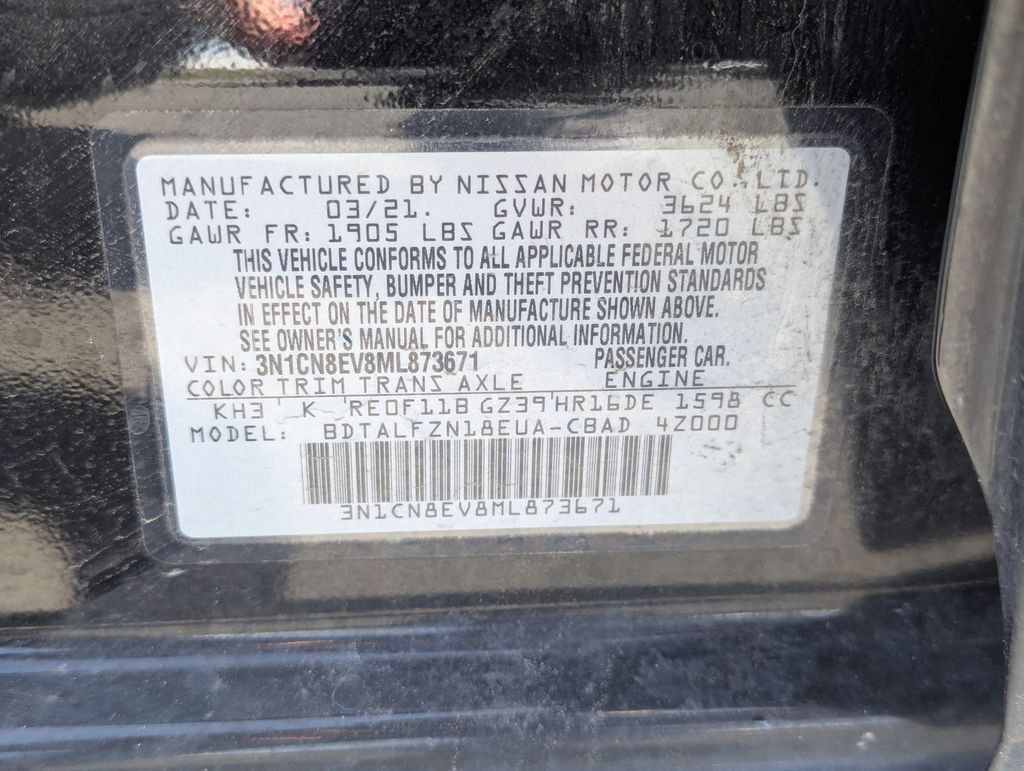 MANUFACTURED BY NISSAN MOTOR CO., LTD.
DATE: 03/21. GVWR: 3624 LBS
GAWR FR: 1905 LBS GAWR RR: 1720 LBS
THIS VEHICLE CONFORMS TO ALL APPLICABLE FEDERAL MOTOR
VEHICLE SAFETY, BUMPER AND THEFT PREVENTION STANDARDS
IN EFFECT ON THE DATE OF MANUFACTURE SHOWN ABOVE.
SEE OWNER'S MANUAL FOR ADDITIONAL INFORMATION.
VIN: 3N1CN8EV8ML873671 PASSENGER CAR.
COLOR TRIM TRANS AXLE ENGINE
KH3 K RE0F11B GZ39 HR16DE 1598 CC
MODEL: BDTALFZN18EUA-CBAD 4Z000
3N1CN8EV8ML873671